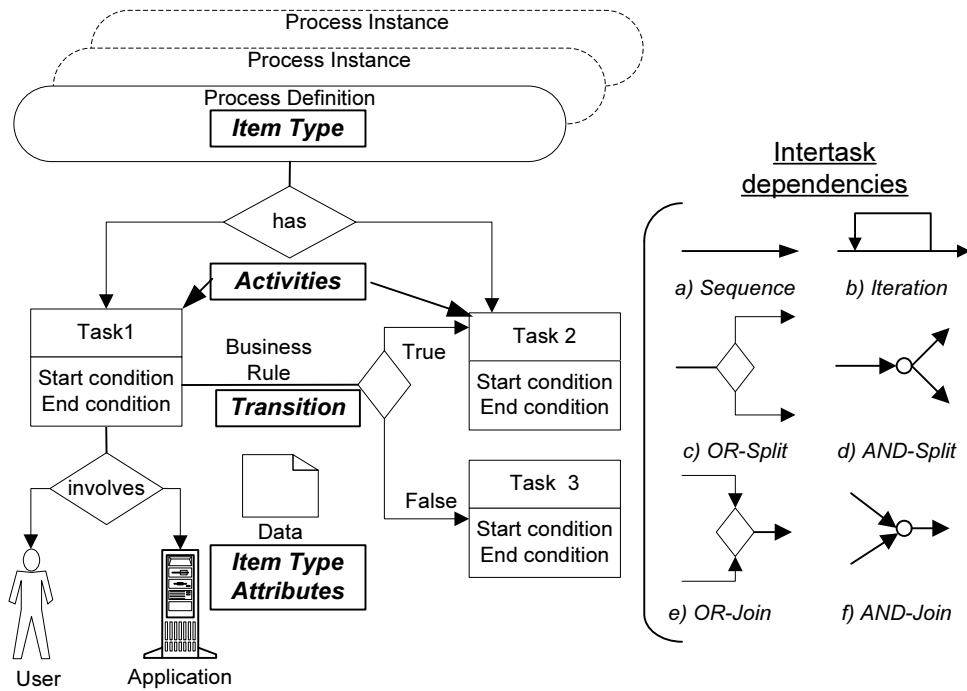 Process Instance
Process Instance
Process Definition
Item Type
has
Activities
Task1
Start condition
End condition
Business
Rule
Transition
True
False
Task 2
Start condition
End condition
Task 3
Start condition
End condition
involves
Data
Item Type
Attributes
User
Application
Intertask
dependencies
a) Sequence
b) Iteration
c) OR-Split
d) AND-Split
e) OR-Join
f) AND-Join